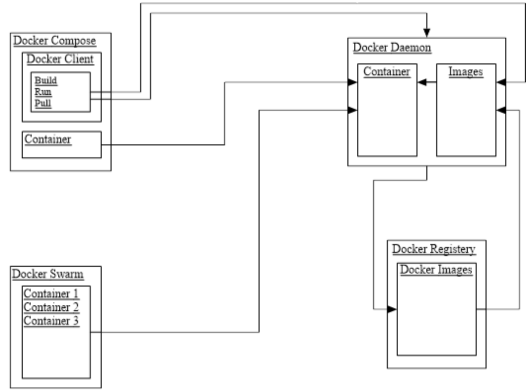 Docker Compose
Docker Client
Build
Run
Pull
Container
Docker Daemon
Container
Images
Docker Swarm
Container 1
Container 2
Container 3
Docker Registery
Docker Images